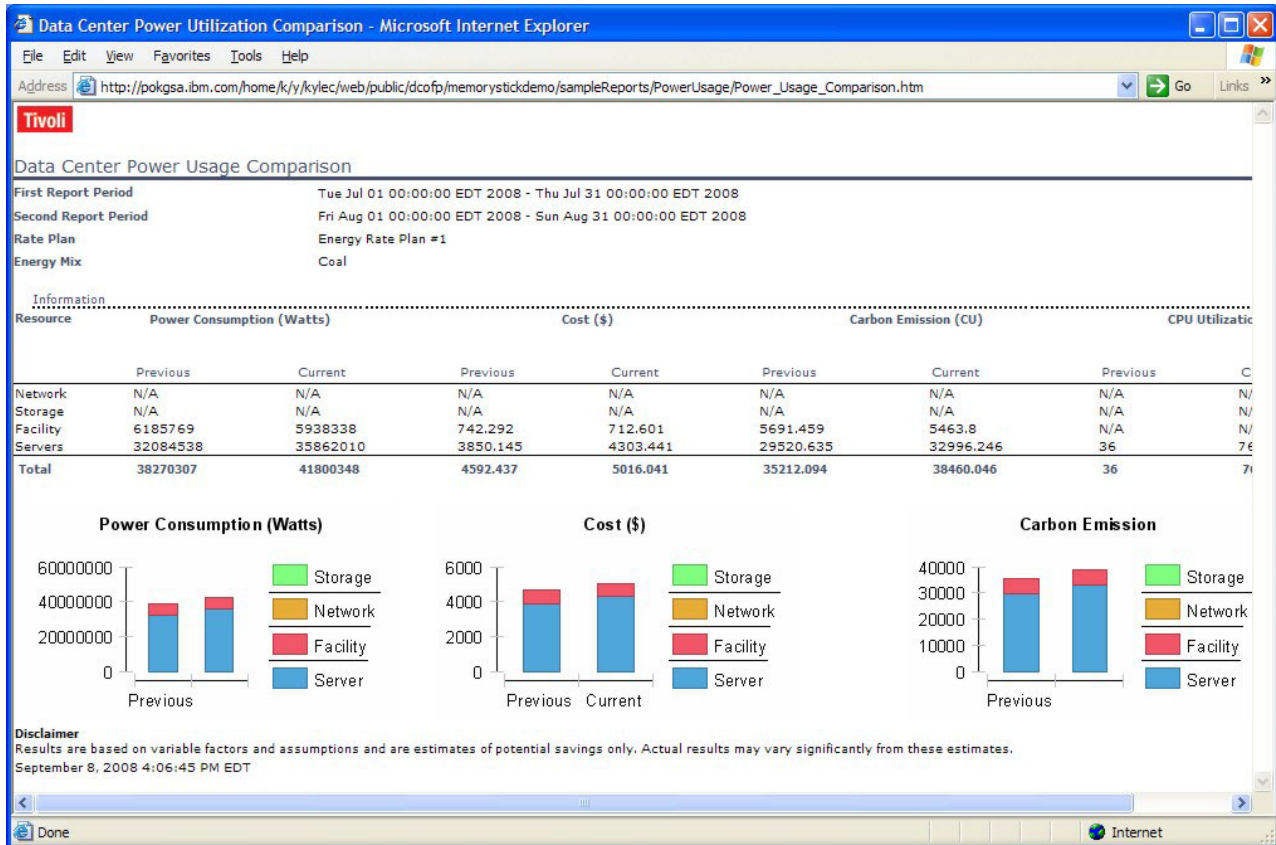 Data Center Power Utilization Comparison - Microsoft Internet Explorer
File Edit View Favorites Tools Help
Address http://pokgsa.ibm.com/home/k/y/kylec/web/public/dcofp/memorystickdemo/sampleReports/PowerUsage/Power_Usage_Comparison.htm Go Links »
Tivoli
Data Center Power Usage Comparison
First Report Period Tue Jul 01 00:00:00 EDT 2008 - Thu Jul 31 00:00:00 EDT 2008
Second Report Period Fri Aug 01 00:00:00 EDT 2008 - Sun Aug 31 00:00:00 EDT 2008
Rate Plan Energy Rate Plan #1
Energy Mix Coal
Information
Resource Power Consumption (Watts) Cost ($) Carbon Emission (CU) CPU Utilizatic
Previous Current Previous Current Previous Current Previous C
Network N/A N/A N/A N/A N/A N/A N/A N/
Storage N/A N/A N/A N/A N/A N/A N/A N/
Facility 6185769 5938338 742.292 712.601 5691.459 5463.8 N/A N/
Servers 32084538 35862010 3850.145 4303.441 29520.635 32996.246 36 76
Total 38270307 41800348 4592.437 5016.041 35212.094 38460.046 36
Power Consumption (Watts) Cost ($) Carbon Emission
60000000
40000000
20000000
0
Previous
Storage
Network
Facility
Server
6000
4000
2000
0
Previous Current
Storage
Network
Facility
Server
40000
30000
20000
10000
0
Previous
Storage
Network
Facility
Server
Disclaimer
Results are based on variable factors and assumptions and are estimates of potential savings only. Actual results may vary significantly from these estimates.
September 8, 2008 4:06:45 PM EDT
Done Internet